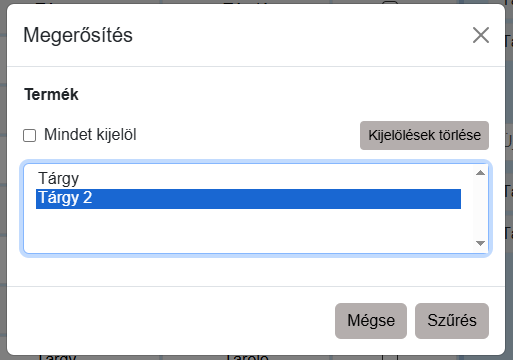 Megerősítés
Termék
Mindet kijelöl
Kijelölések törlése
Tárgy
Tárgy 2
Mégse
Szűrés